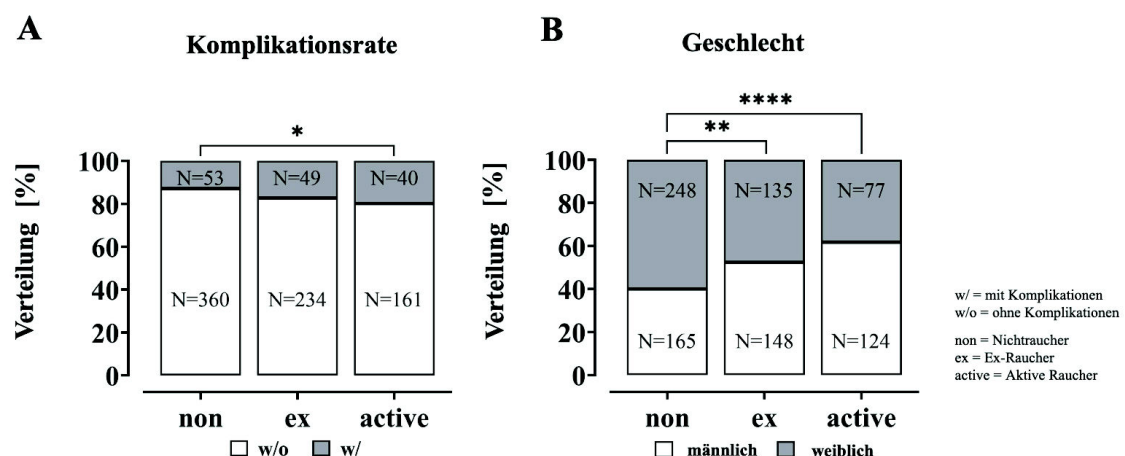 A
Komplikationsrate
*
Verteilung [%]
100
80
60
40
20
0
N=53
N=49
N=40
N=360
N=234
N=161
non ex active
w/o w/
B
Geschlecht
****
**
Verteilung [%]
100
80
60
40
20
0
N=248
N=135
N=77
N=165
N=148
N=124
non ex active
männlich weiblich
w/ = mit Komplikationen
w/o = ohne Komplikationen
non = Nichtraucher
ex = Ex-Raucher
active = Aktive Raucher